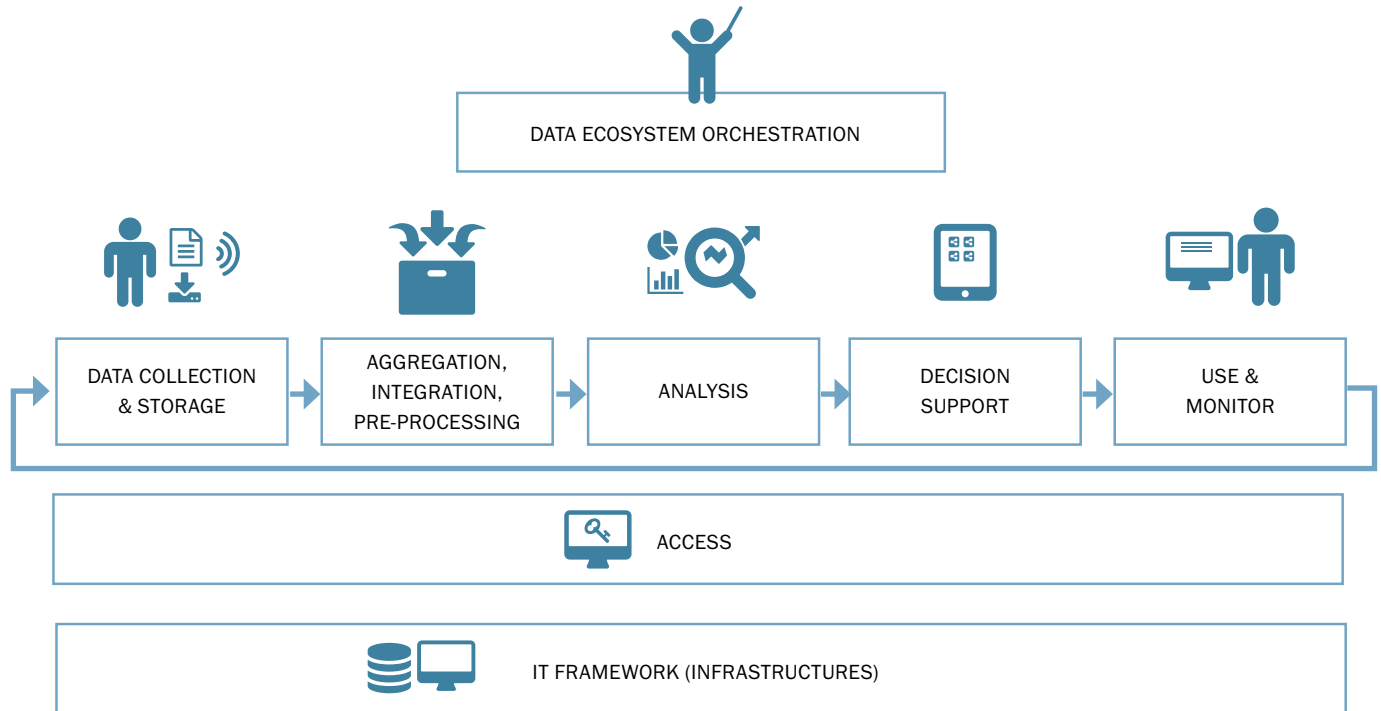 DATA ECOSYSTEM ORCHESTRATION
DATA COLLECTION
& STORAGE
AGGREGATION,
INTEGRATION,
PRE-PROCESSING
ANALYSIS
DECISION
SUPPORT
USE &
MONITOR
ACCESS
IT FRAMEWORK (INFRASTRUCTURES)